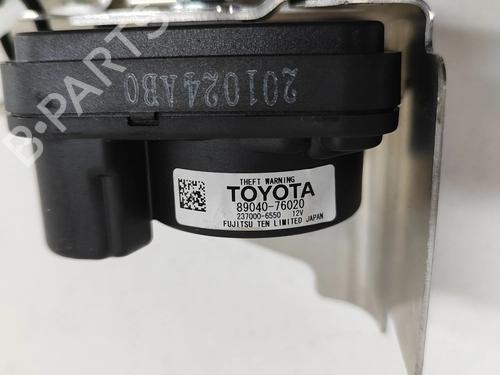 B-PARTS
201024AB0
THEFT WARNING
TOYOTA
89040-76020
237000-6550 12V
FUJITSU TEN LIMITED JAPAN